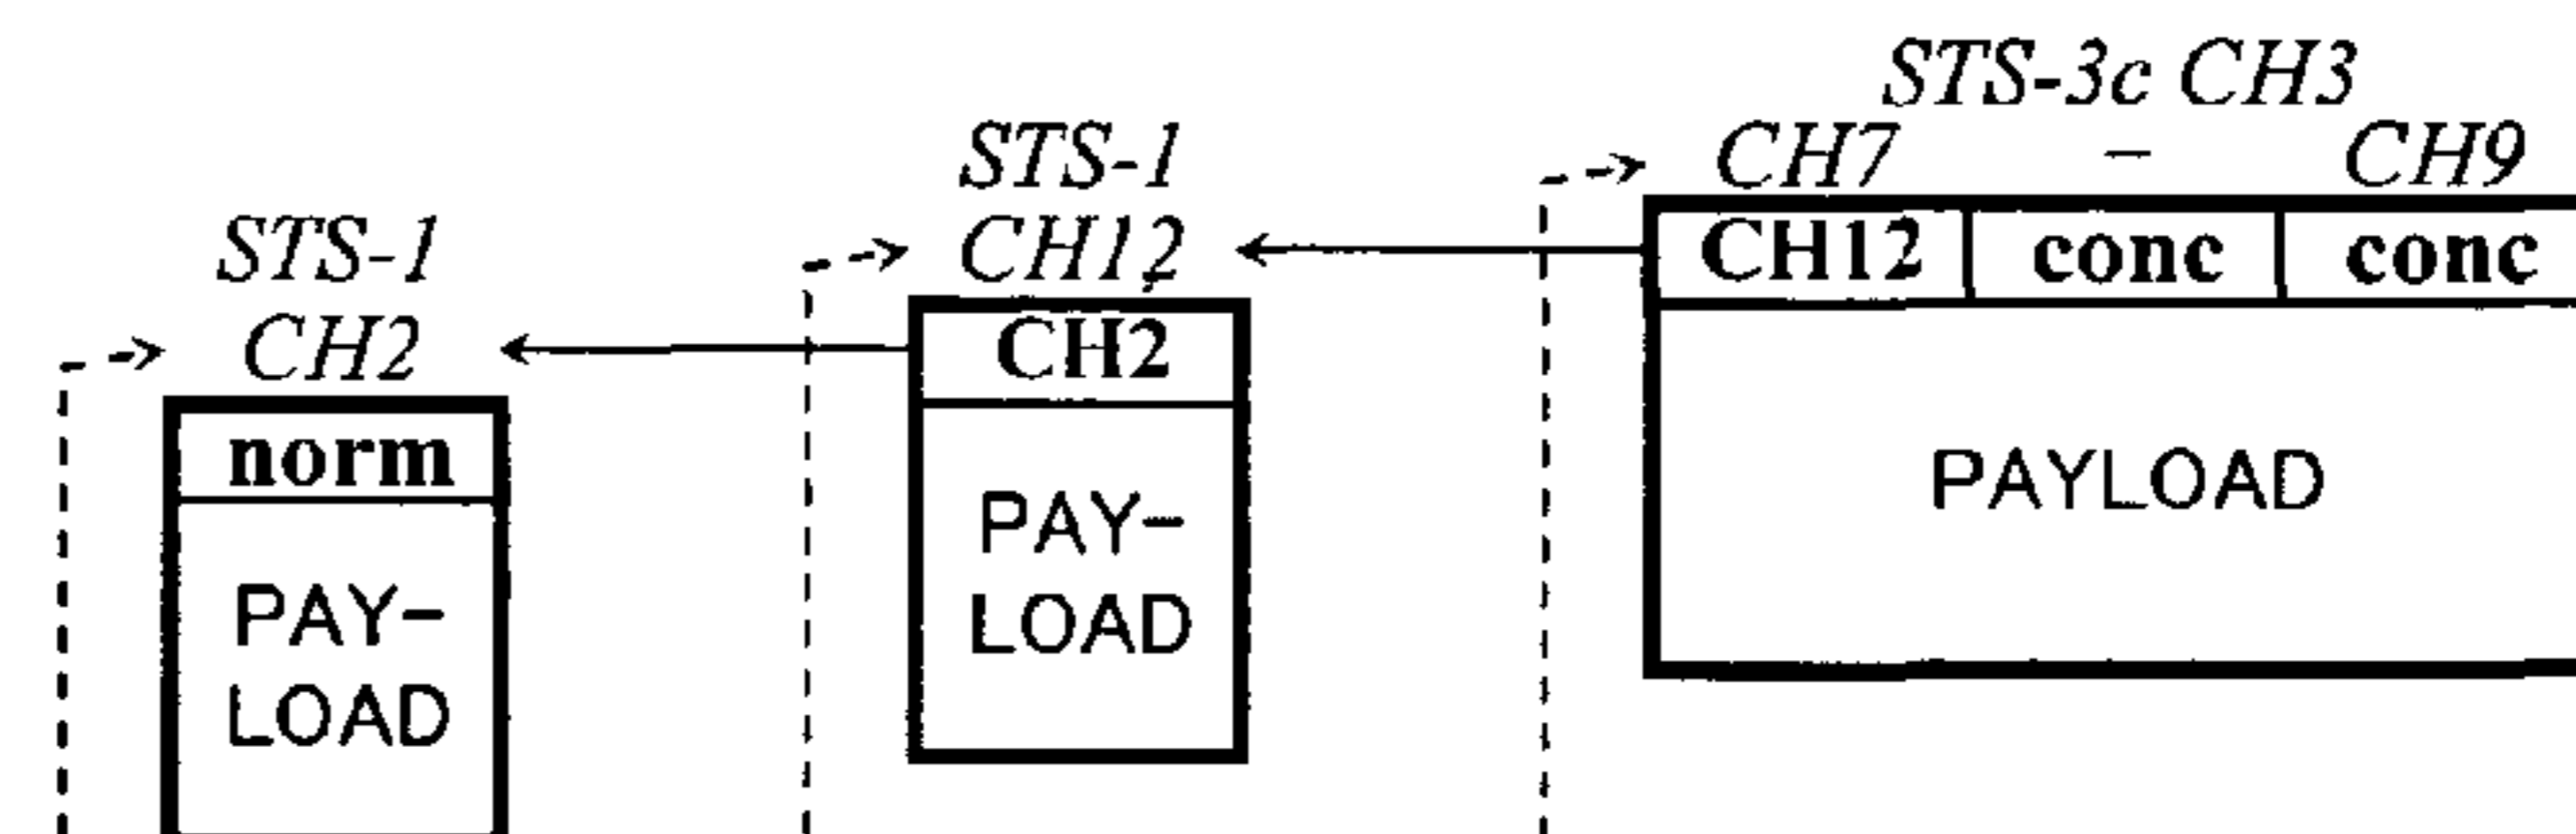 STS-1
CH2
norm
PAY-
LOAD
STS-1
CH12
CH2
PAY-
LOAD
STS-3c CH3
CH7 – CH9
CH12 conc conc
PAYLOAD